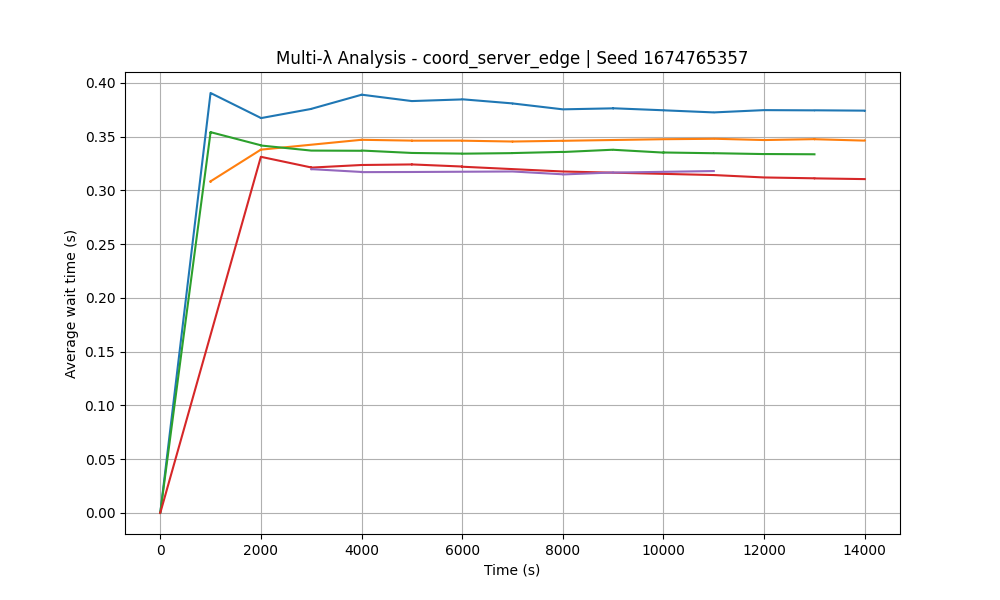 Multi-λ Analysis - coord_server_edge | Seed 1674765357
Average wait time (s)
0.40
0.35
0.30
0.25
0.20
0.15
0.10
0.05
0.00
0 2000 4000 6000 8000 10000 12000 14000
Time (s)